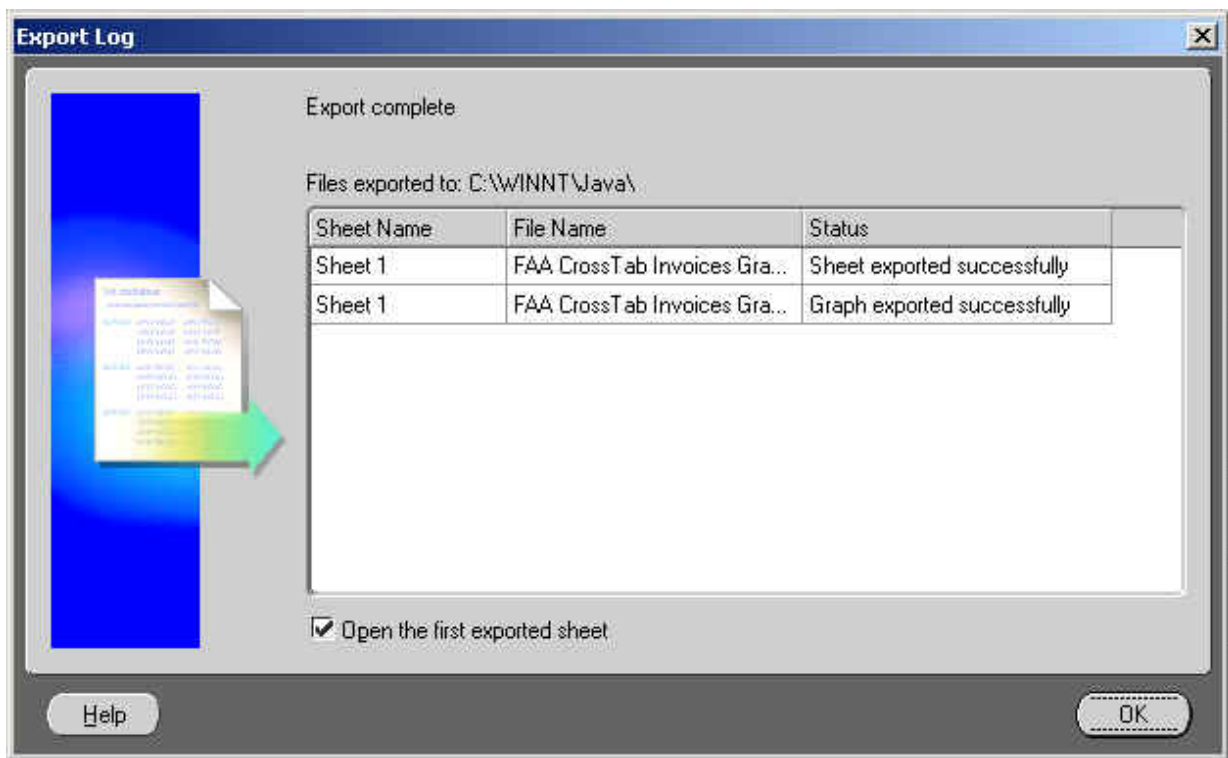 Export Log
Export complete
Files exported to: C:\WINNT\Java\
Sheet Name File Name Status
Sheet 1 FAA CrossTab Invoices Gra... Sheet exported successfully
Sheet 1 FAA CrossTab Invoices Gra... Graph exported successfully
Open the first exported sheet
Help OK